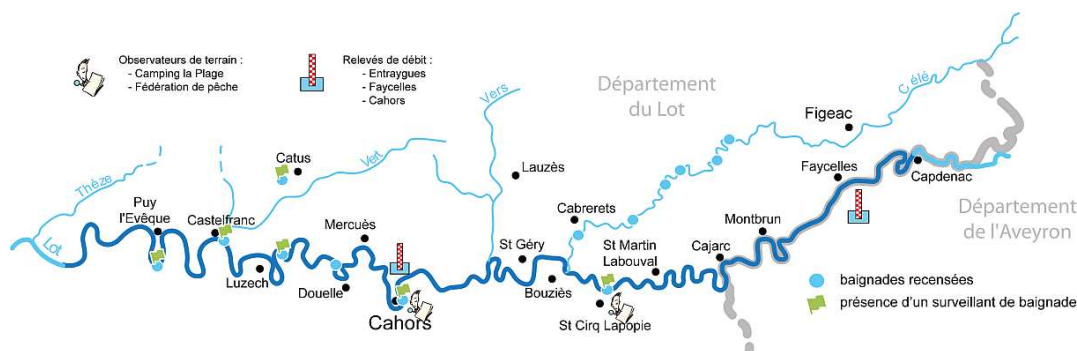 Observateurs de terrain :
- Camping la Plage
- Fédération de pêche
Relevés de débit :
- Entraygues
- Faycelles
- Cahors
Département
du Lot
Célé
Figeac
Vers
Catus
Vert
Lauzès
Faycelles
Capdenac
Thèze
Puy
l'Evêque
Castelfranc
Cabrerets
Département
de l'Aveyron
Lot
Mercuès
Montbrun
St Géry
St Martin
Labouval
Cajarc
Luzech
Douelle
Bouziès
baignades recensées
Cahors
St Cirq Lapopie
présence d'un surveillant de baignade